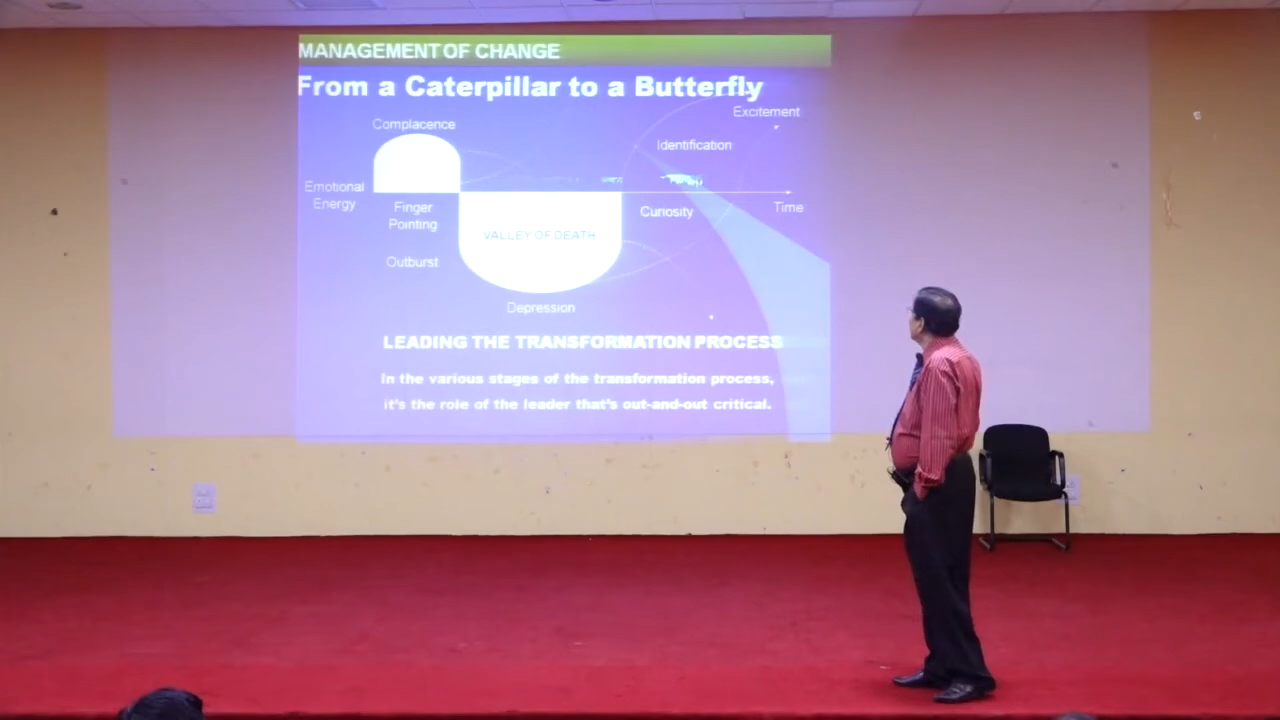 MANAGEMENT OF CHANGE
From a Caterpillar to a Butterfly
Excitement
Complacence
Identification
Emotional
Energy
Finger
Pointing
Curiosity
Time
VALLEY OF DEATH
Outburst
Depression
LEADING THE TRANSFORMATION PROCESS
In the various stages of the transformation process,
it's the role of the leader that's out-and-out critical.